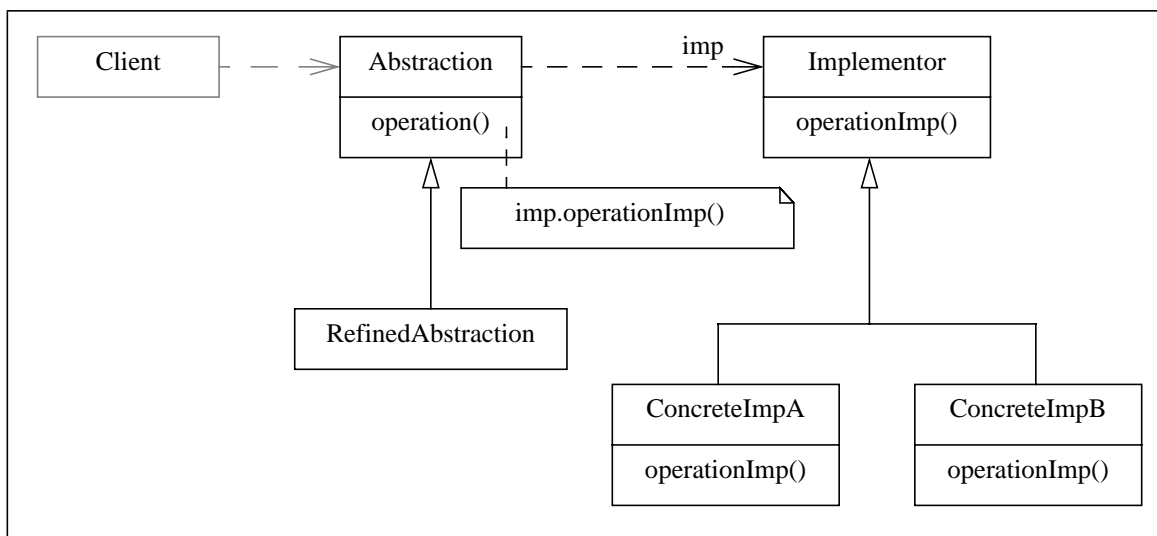 Client
Abstraction
imp
Implementor
operation()
operationImp()
imp.operationImp()
RefinedAbstraction
ConcreteImpA
ConcreteImpB
operationImp()
operationImp()